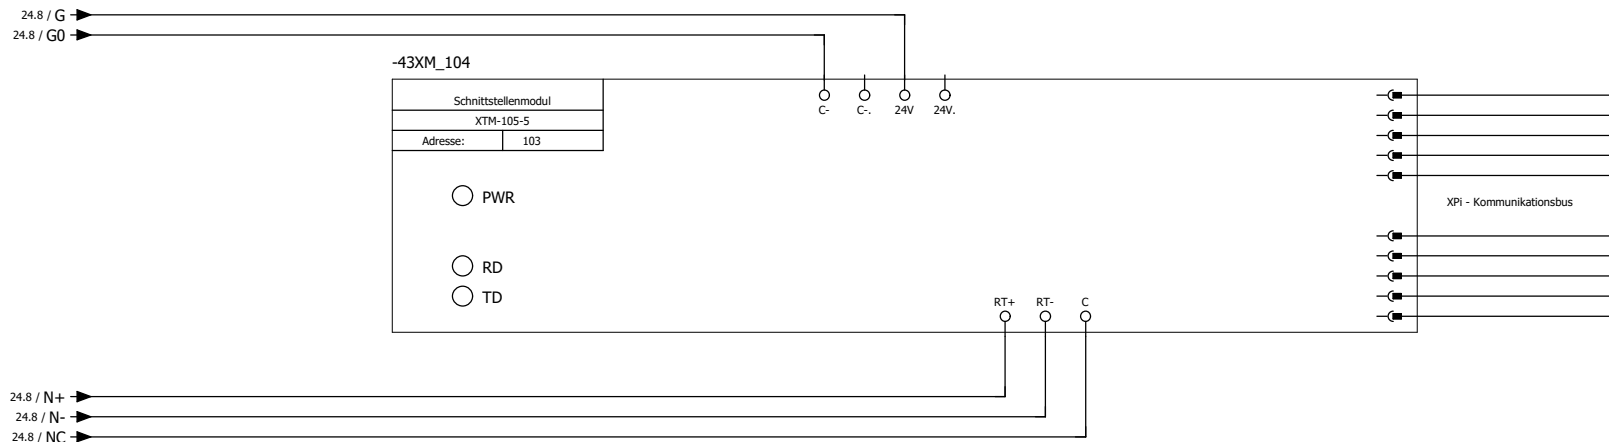 24.8 / G
24.8 / G0
-43XM_104
Schnittstellenmodul
XTM-105-5
Adresse: 103
C- C-. 24V 24V.
PWR
XPi - Kommunikationsbus
RD
TD
RT+ RT- C
24.8 / N+
24.8 / N-
24.8 / NC